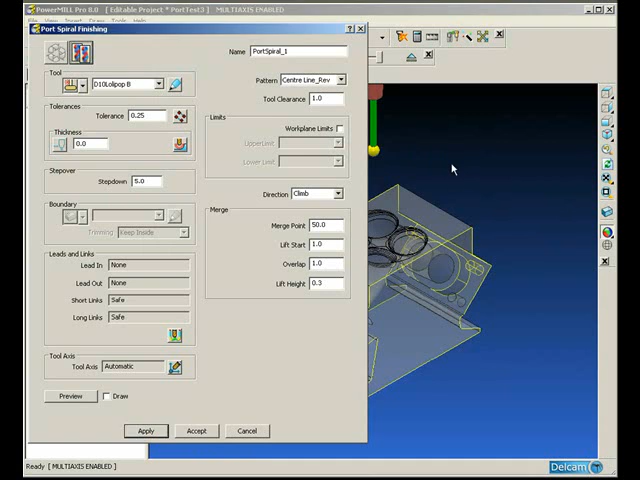 PowerMILL Pro 8.0 - [Editable Project * PortTest3] - MULTIAXIS ENABLED
Port Spiral Finishing
Name PortSpiral_1
Tool
D10Lolipop B
Pattern Centre Line_Rev
Tool Clearance 1.0
Tolerances
Tolerance 0.25
Limits
Workplane Limits
Thickness
0.0
Upper Limit
Lower Limit
Stepover
Stepdown 5.0
Direction Climb
Boundary
Trimming Keep Inside
Merge
Merge Point 50.0
Lift Start 1.0
Overlap 1.0
Lift Height 0.3
Leads and Links
Lead In None
Lead Out None
Short Links Safe
Long Links Safe
Tool Axis
Tool Axis Automatic
Preview Draw
Apply Accept Cancel
Ready [ MULTIAXIS ENABLED ]
Delcam